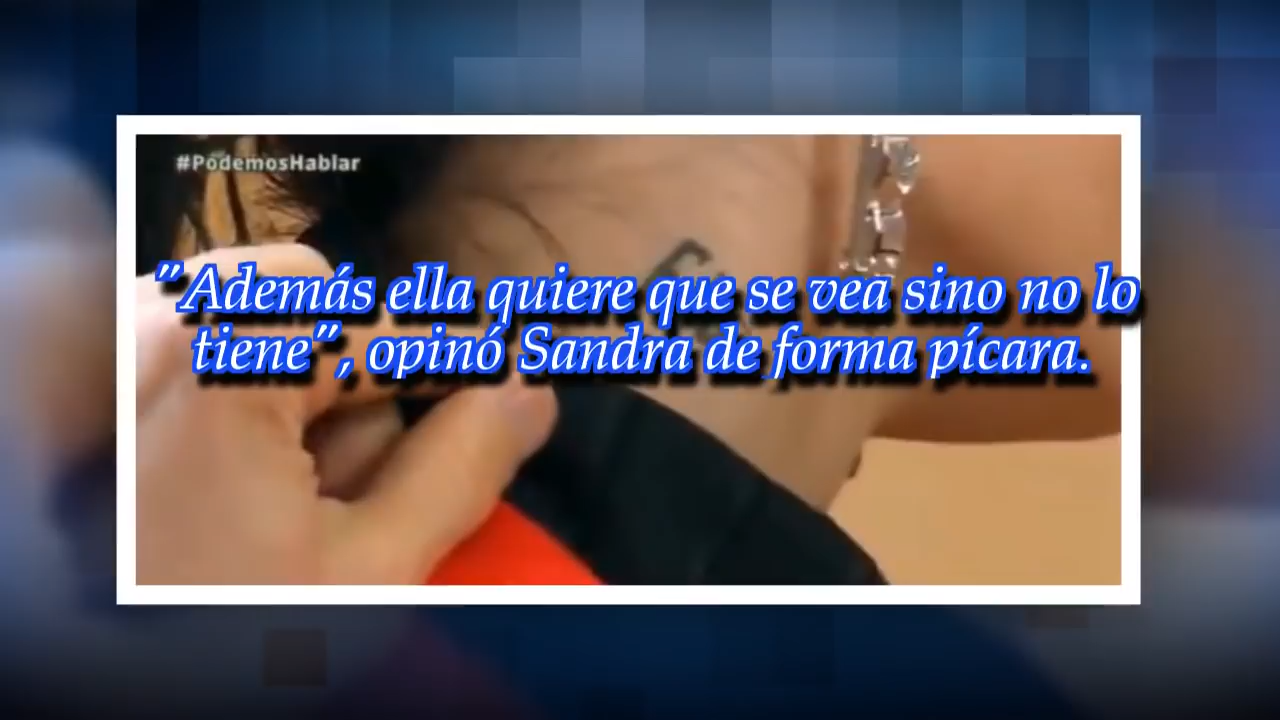 #PodemosHablar
"Además ella quiere que se vea sino no lo
tiene", opinó Sandra de forma pícara.